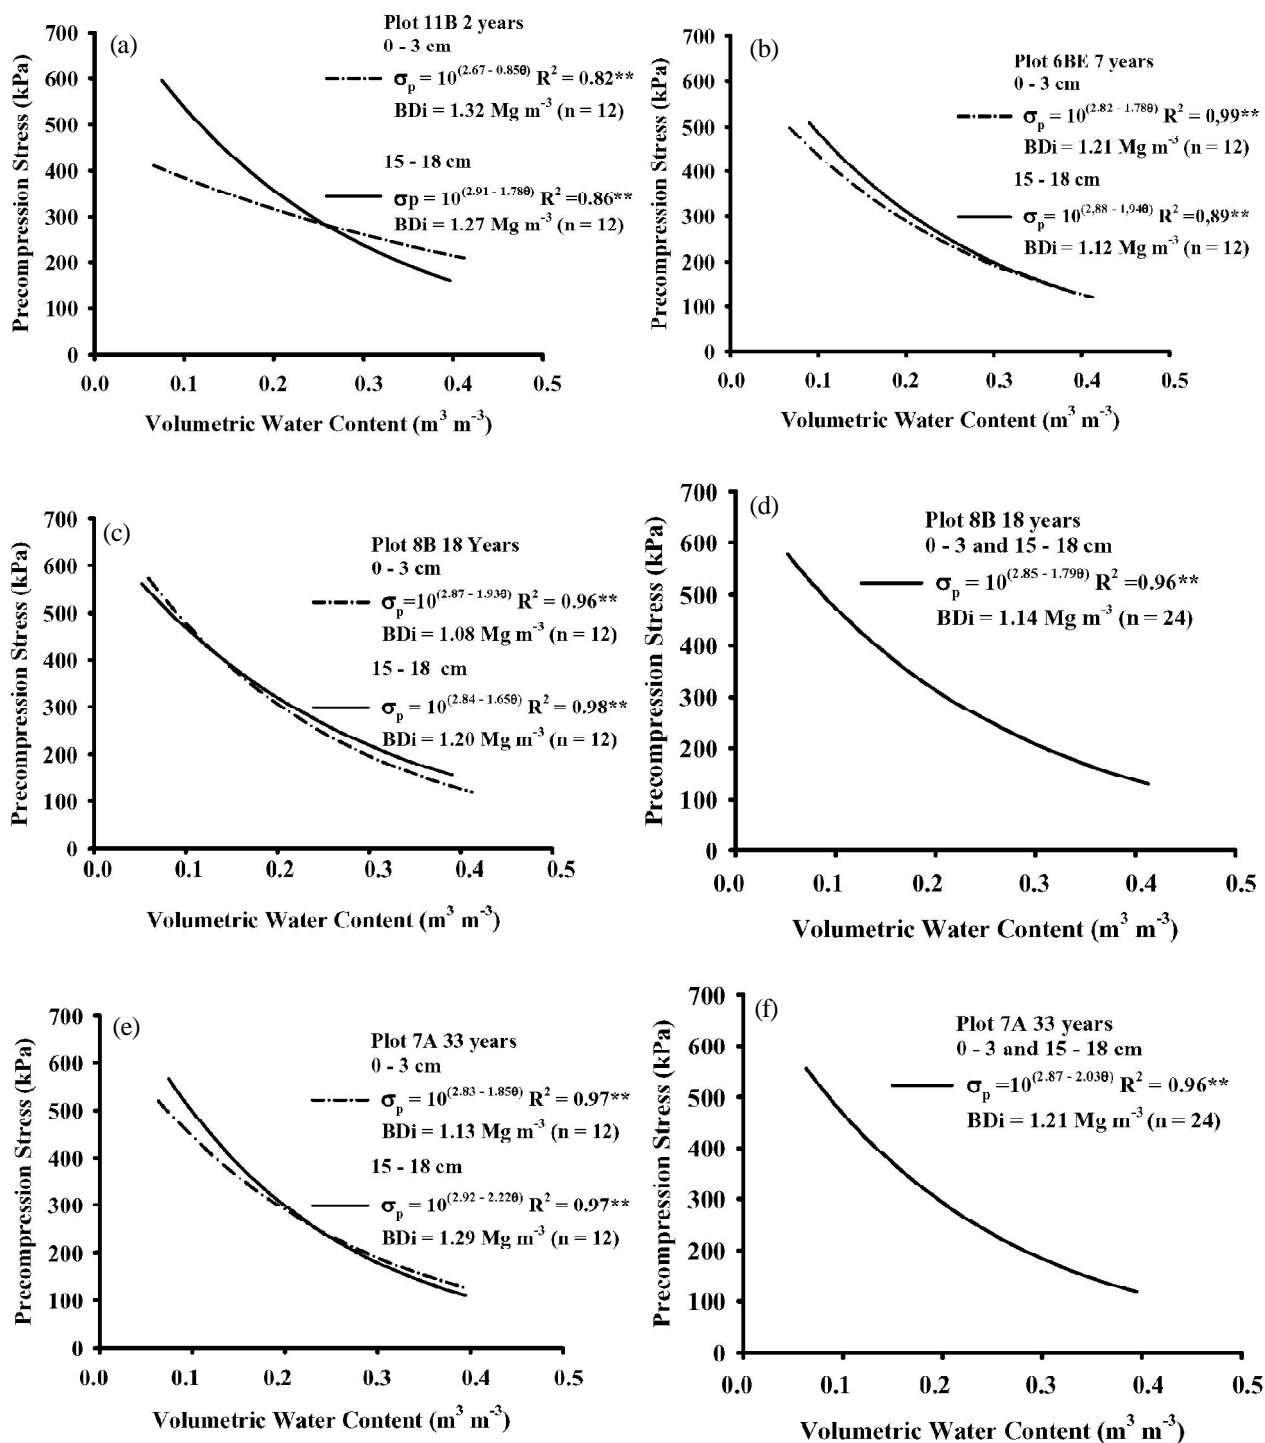 (a)
Plot 11B 2 years
0 - 3 cm
σp = 10^(2.67 - 0.85θ) R² = 0.82**
BDi = 1.32 Mg m⁻³ (n = 12)
15 - 18 cm
σp = 10^(2.91 - 1.78θ) R² =0.86**
BDi = 1.27 Mg m⁻³ (n = 12)
Precompression Stress (kPa)
700
600
500
400
300
200
100
0
0.0 0.1 0.2 0.3 0.4 0.5
Volumetric Water Content (m³ m⁻³)
(b)
Plot 6BE 7 years
0 - 3 cm
σp = 10^(2.82 - 1.78θ) R² = 0,99**
BDi = 1.21 Mg m⁻³ (n = 12)
15 - 18 cm
σp= 10^(2,88 - 1,94θ) R² =0,89**
BDi = 1.12 Mg m⁻³ (n = 12)
Precompression Stress (kPa)
700
600
500
400
300
200
100
0
0.0 0.1 0.2 0.3 0.4 0.5
Volumetric Water Content (m³ m⁻³)
(c)
Plot 8B 18 Years
0 - 3 cm
σp=10^(2.87 - 1.93θ) R² = 0.96**
BDi = 1.08 Mg m⁻³ (n = 12)
15 - 18 cm
σp = 10^(2.84 - 1.65θ) R² = 0.98**
BDi = 1.20 Mg m⁻³ (n = 12)
Precompression Stress (kPa)
700
600
500
400
300
200
100
0
0.0 0.1 0.2 0.3 0.4 0.5
Volumetric Water Content (m³ m⁻³)
(d)
Plot 8B 18 years
0 - 3 and 15 - 18 cm
σp = 10^(2.85 - 1.79θ) R² =0.96**
BDi = 1.14 Mg m⁻³ (n = 24)
Precompression Stress (kPa)
700
600
500
400
300
200
100
0
0.0 0.1 0.2 0.3 0.4 0.5
Volumetric Water Content (m³ m⁻³)
(e)
Plot 7A 33 years
0 - 3 cm
σp = 10^(2.83 - 1.85θ) R² = 0.97**
BDi = 1.13 Mg m⁻³ (n = 12)
15 - 18 cm
σp = 10^(2.92 - 2.22θ) R² = 0.97**
BDi = 1.29 Mg m⁻³ (n = 12)
Precompression Stress (kPa)
700
600
500
400
300
200
100
0
0.0 0.1 0.2 0.3 0.4 0.5
Volumetric Water Content (m³ m⁻³)
(f)
Plot 7A 33 years
0 - 3 and 15 - 18 cm
σp =10^(2.87 - 2.03θ) R² = 0.96**
BDi = 1.21 Mg m⁻³ (n = 24)
Precompression Stress (kPa)
700
600
500
400
300
200
100
0
0.0 0.1 0.2 0.3 0.4 0.5
Volumetric Water Content (m³ m⁻³)